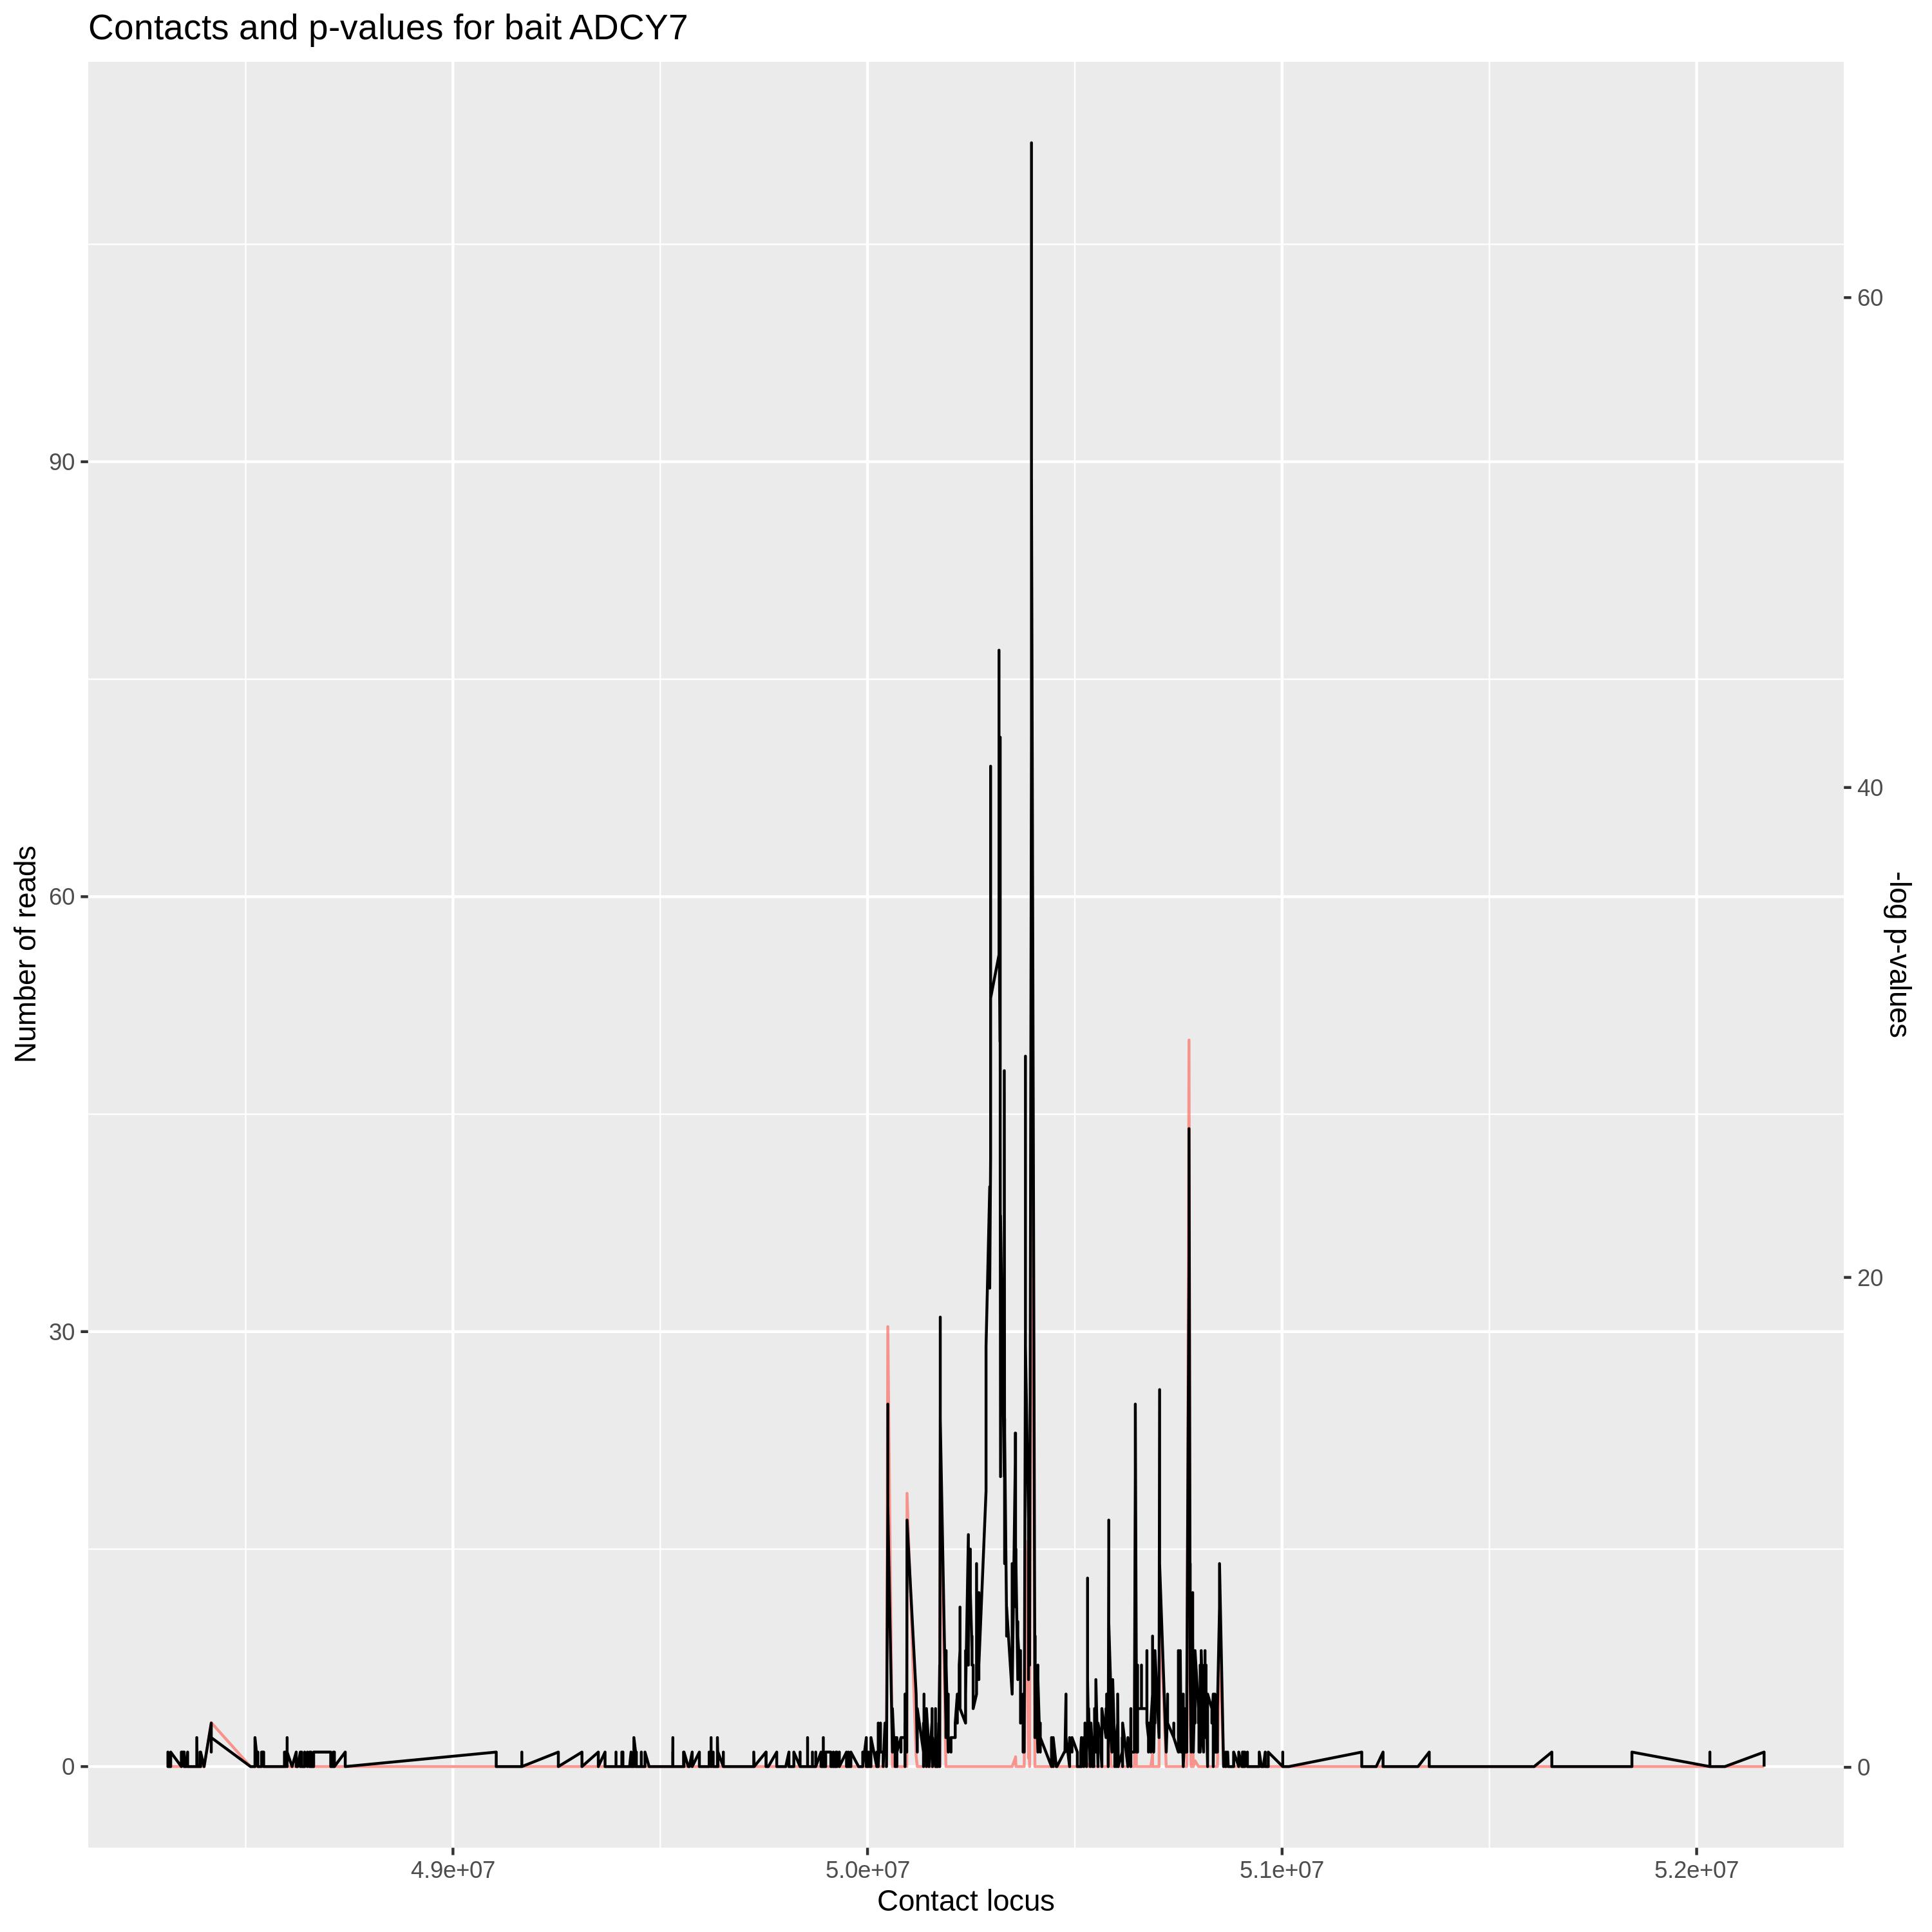 Contacts and p-values for bait ADCY7
Number of reads
90
60
30
0
-log p-values
60
40
20
0
4.9e+07 5.0e+07 5.1e+07 5.2e+07
Contact locus